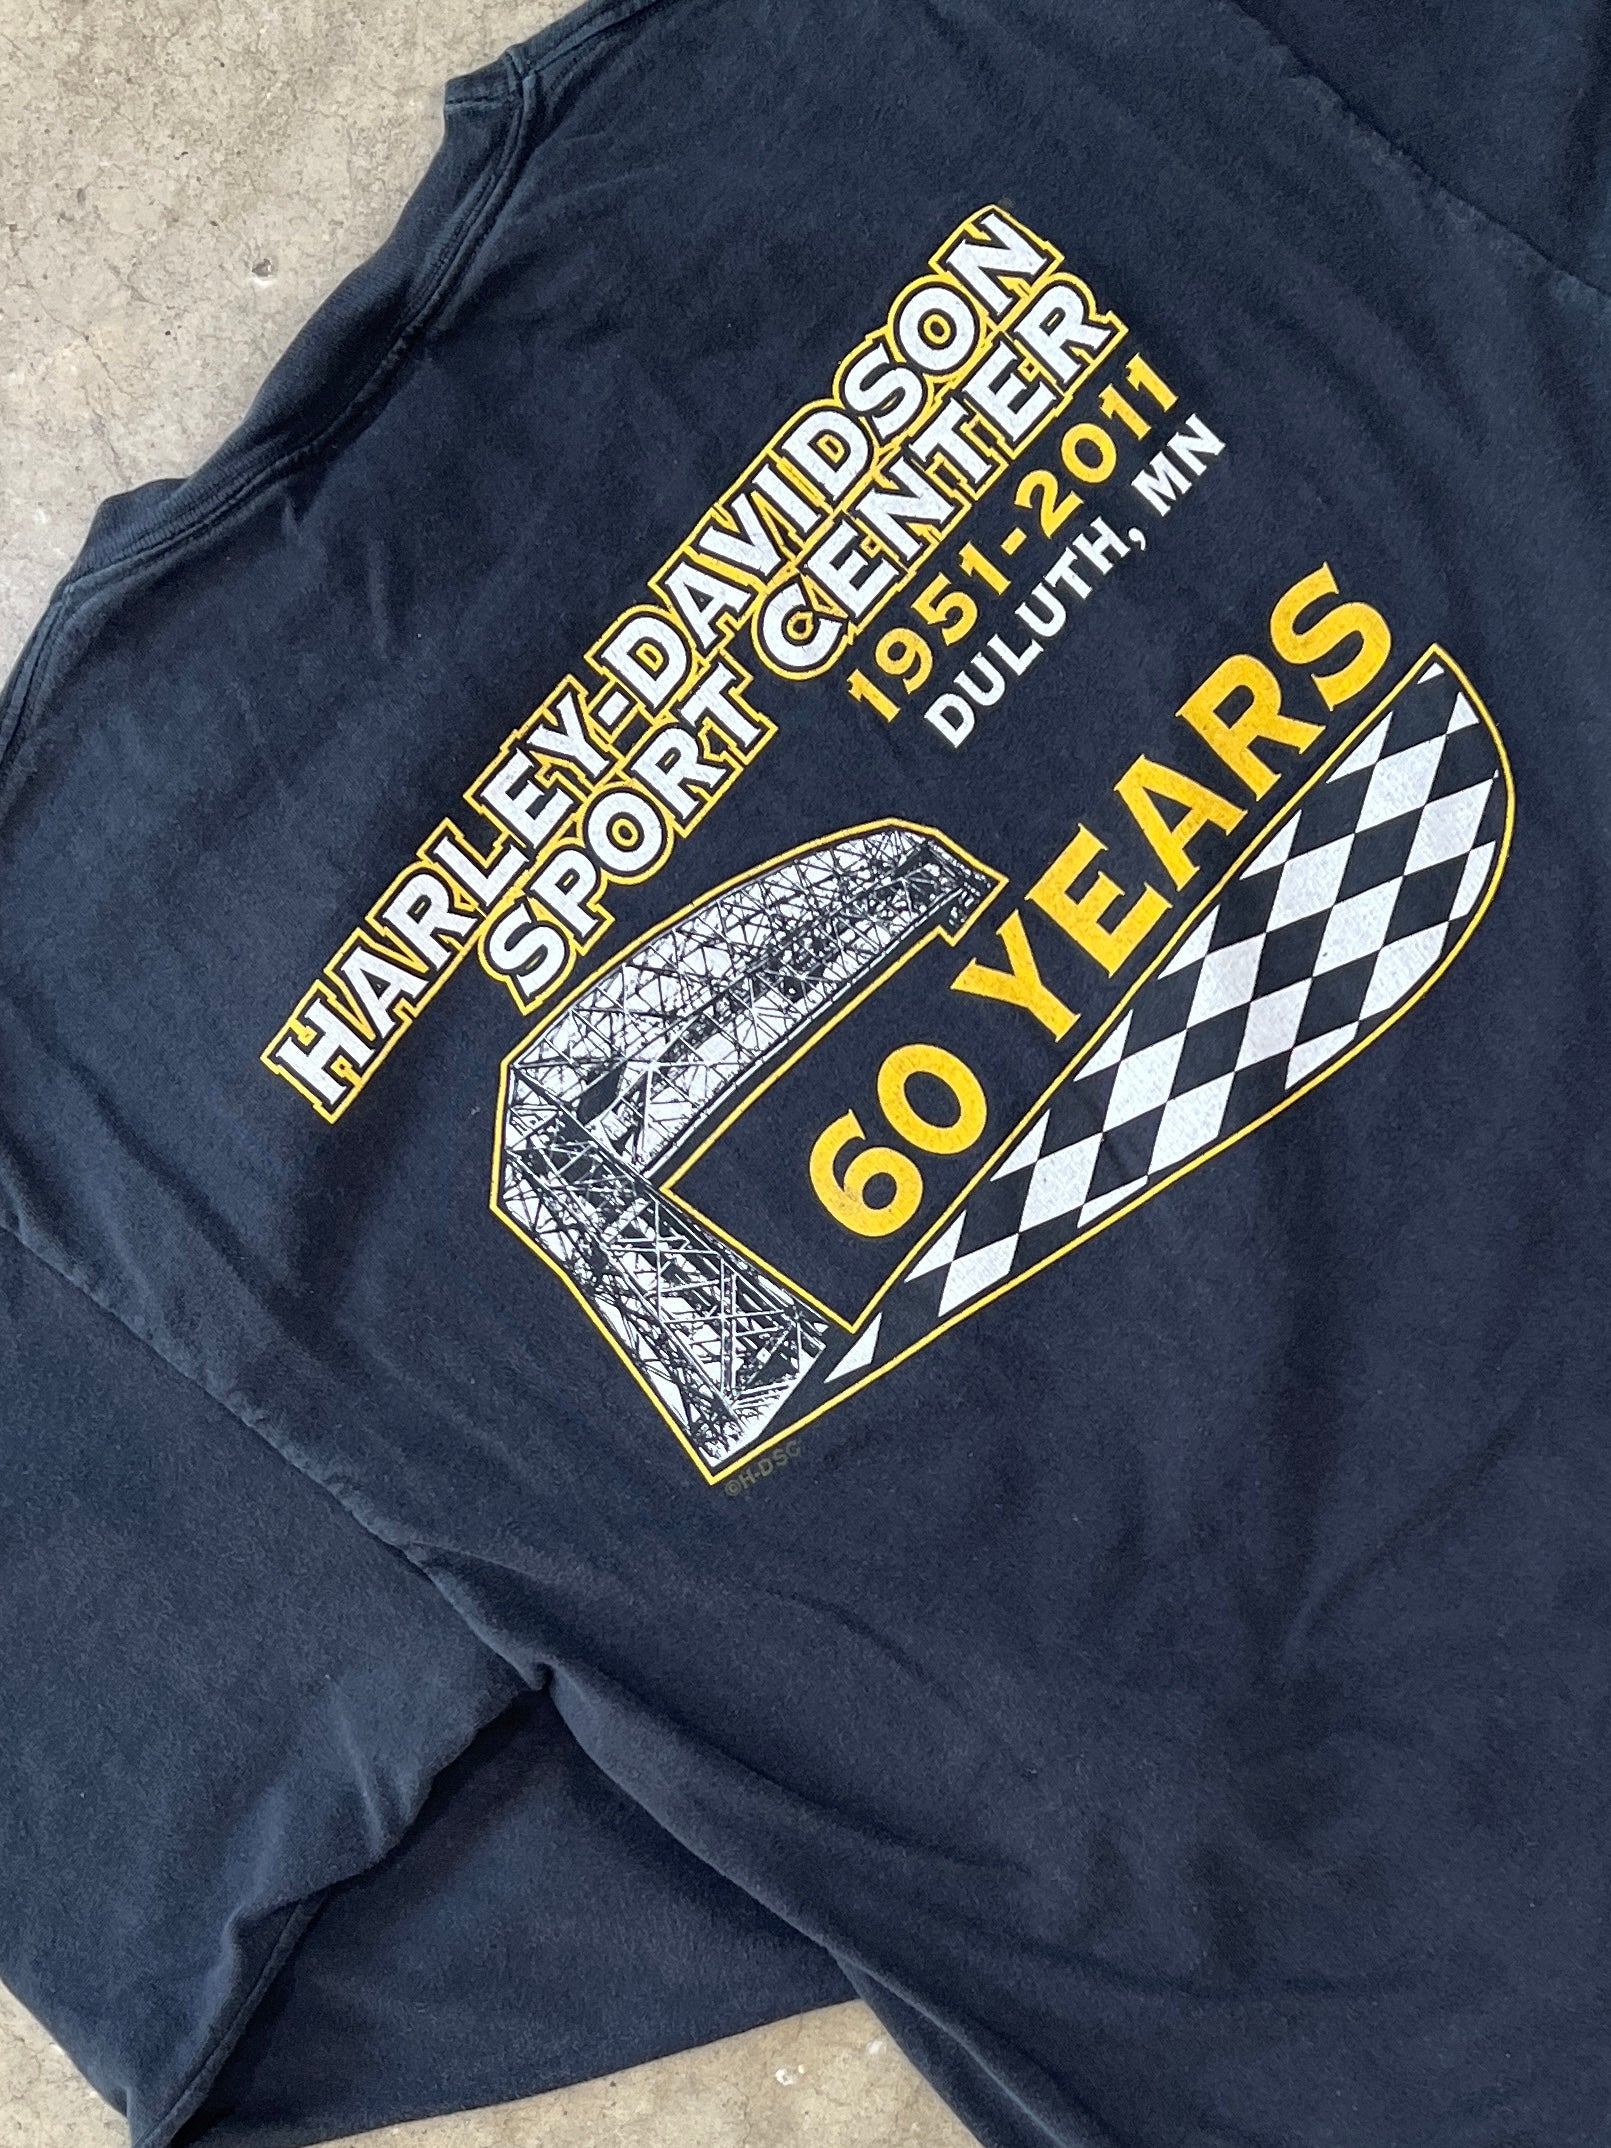 HARLEY-DAVIDSON
SPORT CENTER
1951-2011
DULUTH, MN
60 YEARS
©H-DSC